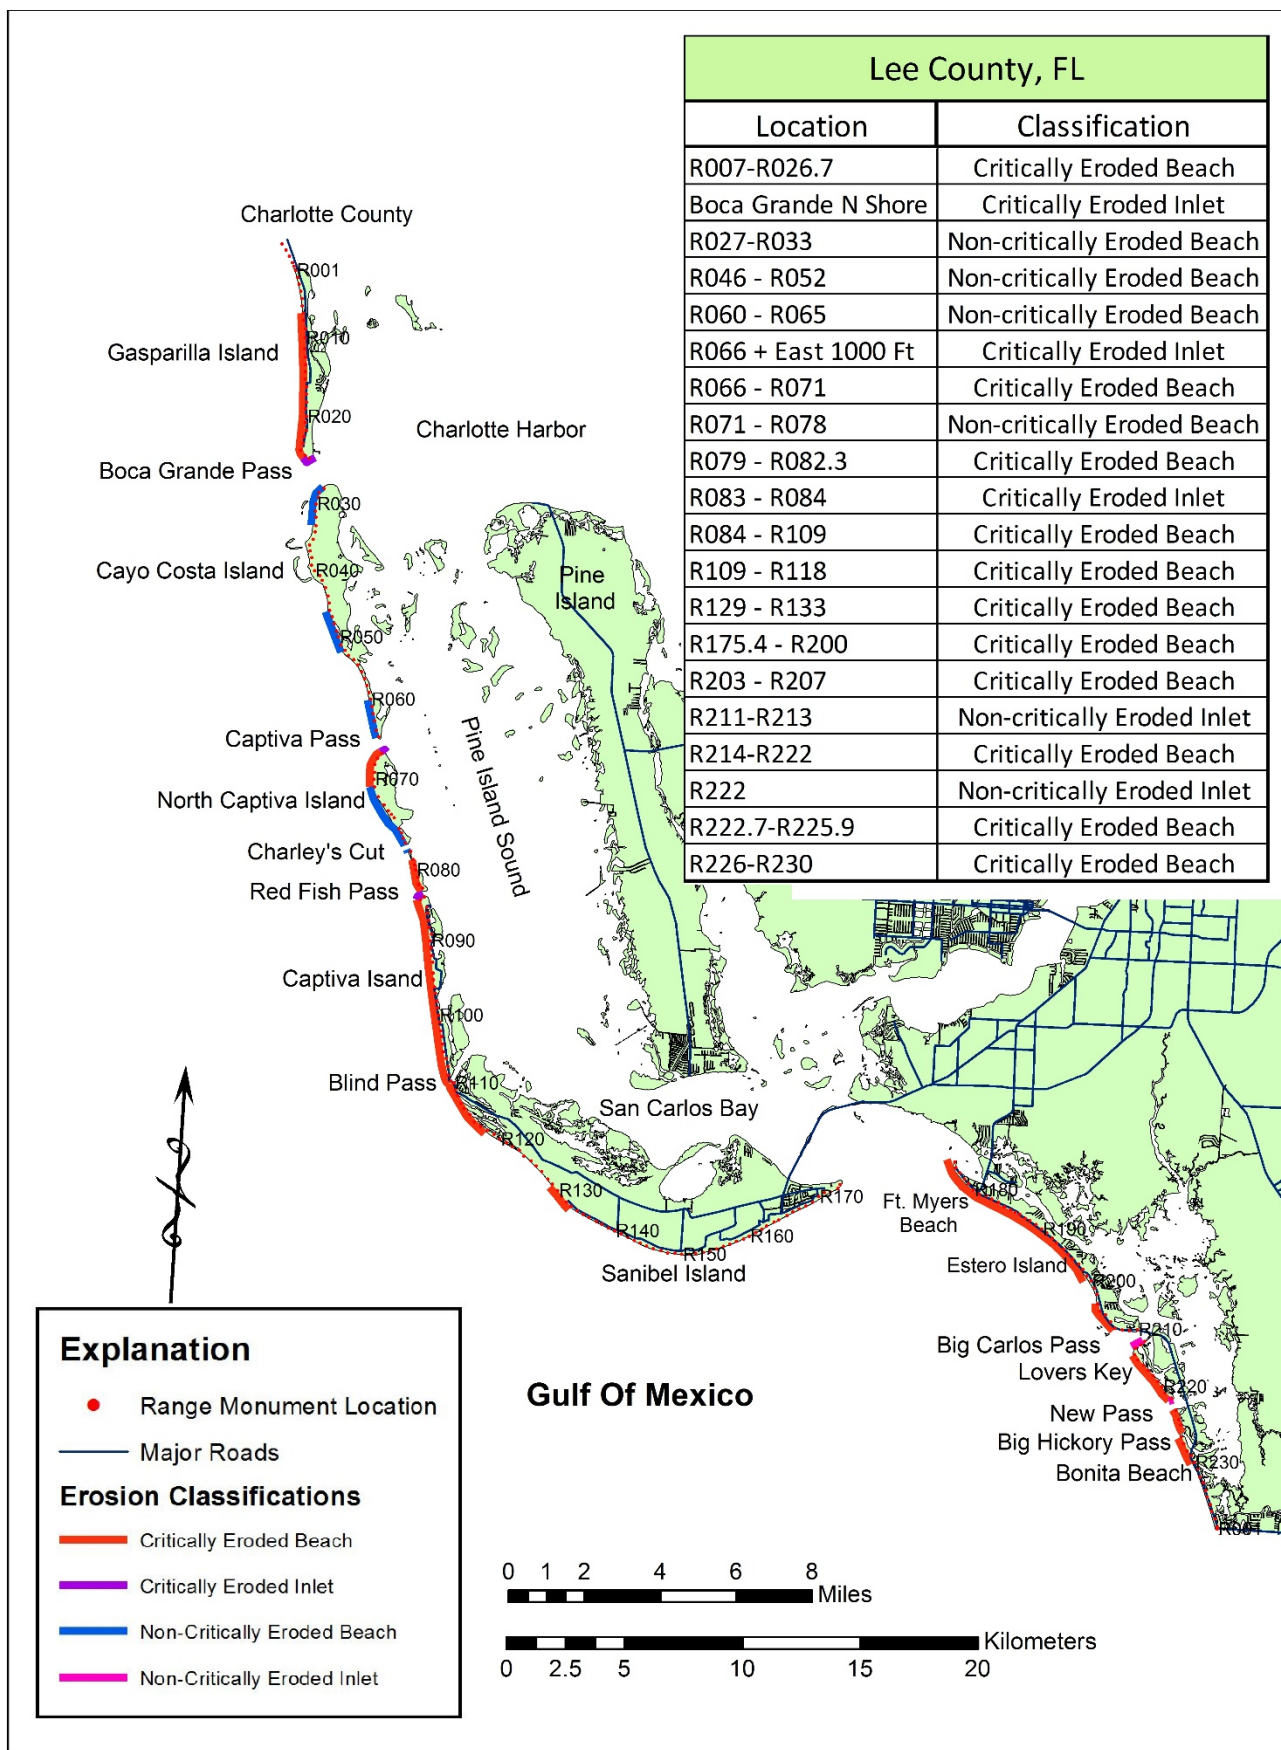 Lee County, FL
Location Classification
R007-R026.7 Critically Eroded Beach
Boca Grande N Shore Critically Eroded Inlet
R027-R033 Non-critically Eroded Beach
R046 - R052 Non-critically Eroded Beach
R060 - R065 Non-critically Eroded Beach
R066 + East 1000 Ft Critically Eroded Inlet
R066 - R071 Critically Eroded Beach
R071 - R078 Non-critically Eroded Beach
R079 - R082.3 Critically Eroded Beach
R083 - R084 Critically Eroded Inlet
R084 - R109 Critically Eroded Beach
R109 - R118 Critically Eroded Beach
R129 - R133 Critically Eroded Beach
R175.4 - R200 Critically Eroded Beach
R203 - R207 Critically Eroded Beach
R211-R213 Non-critically Eroded Inlet
R214-R222 Critically Eroded Beach
R222 Non-critically Eroded Inlet
R222.7-R225.9 Critically Eroded Beach
R226-R230 Critically Eroded Beach
Charlotte County
R001
R010
Gasparilla Island
R020
Charlotte Harbor
Boca Grande Pass
R030
Cayo Costa Island
R040
Pine
Island
R050
R060
Captiva Pass
Pine Island Sound
R070
North Captiva Island
Charley's Cut
R080
Red Fish Pass
R090
Captiva Isand
R100
Blind Pass
R110
San Carlos Bay
R120
R130
R140
R150
R160
R170
Sanibel Island
R180
Ft. Myers
Beach
R190
Estero Island
R200
R210
Big Carlos Pass
Lovers Key
R220
New Pass
Big Hickory Pass
R230
Bonita Beach
Gulf Of Mexico
Explanation
Range Monument Location
Major Roads
Erosion Classifications
Critically Eroded Beach
Critically Eroded Inlet
Non-Critically Eroded Beach
Non-Critically Eroded Inlet
0 1 2 4 6 8
Miles
Kilometers
0 2.5 5 10 15 20